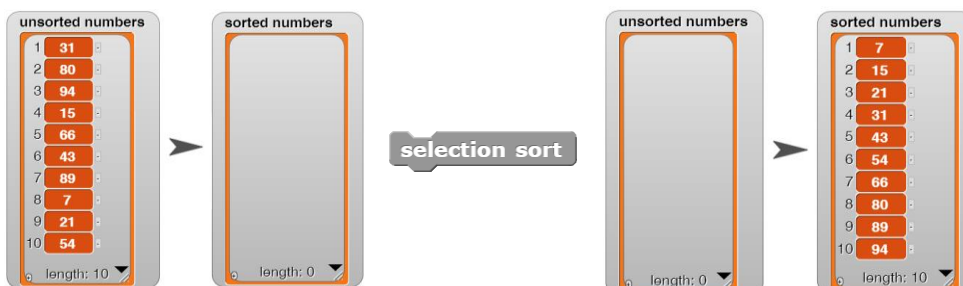 unsorted numbers
1 31
2 80
3 94
4 15
5 66
6 43
7 89
8 7
9 21
10 54
length: 10
sorted numbers
length: 0
selection sort
unsorted numbers
length: 0
sorted numbers
1 7
2 15
3 21
4 31
5 43
6 54
7 66
8 80
9 89
10 94
length: 10